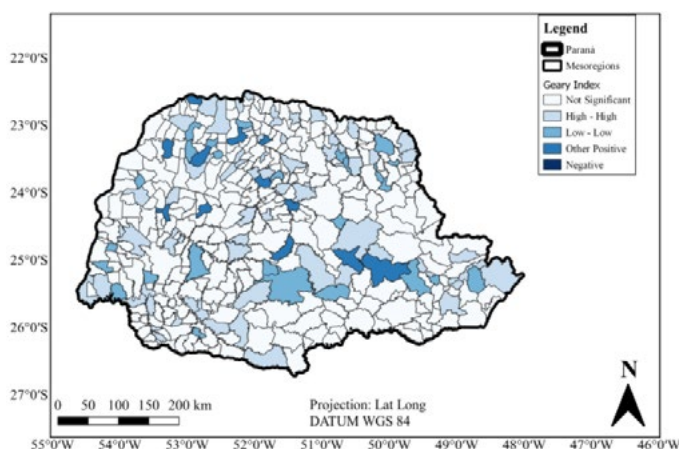 Legend
Paraná
Mesoregions
Geary Index
Not Significant
High - High
Low - Low
Other Positive
Negative
22°0'S
23°0'S
24°0'S
25°0'S
26°0'S
27°0'S
N
0 50 100 150 200 km
Projection: Lat Long
DATUM WGS 84
55°0'W 54°0'W 53°0'W 52°0'W 51°0'W 50°0'W 49°0'W 48°0'W 47°0'W 46°0'W